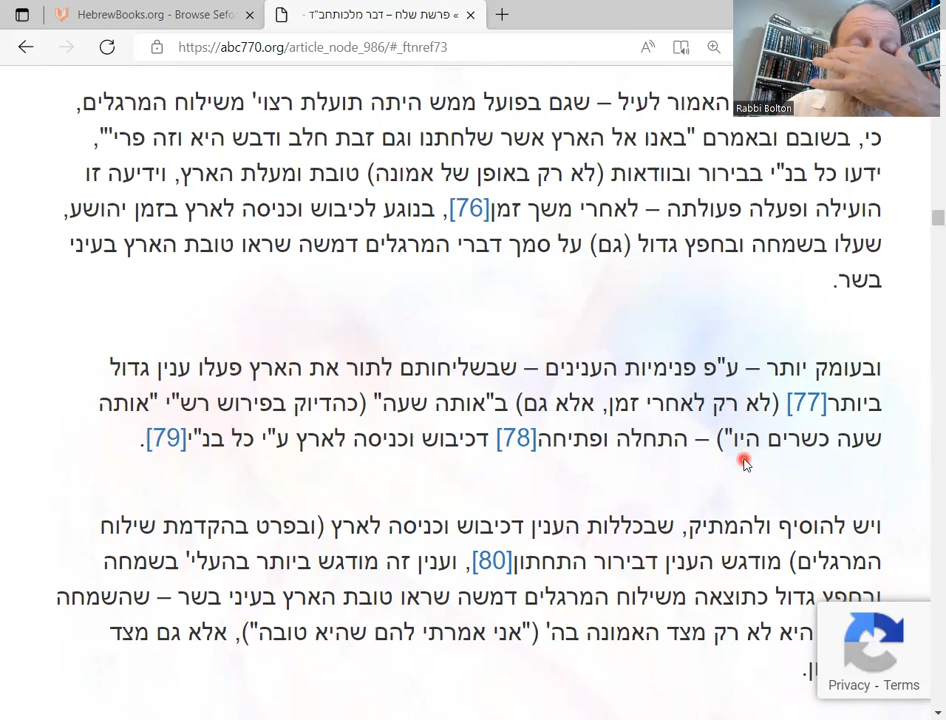 HebrewBooks.org - Browse Sefo
» פרשת שלח – דבר מלכותחב"ד -
https://abc770.org/article_node_986/#_ftnref73
Rabbi Bolton
האמור לעיל – שגם בפועל ממש היתה תועלת רצוי' משילוח המרגלים,
כי, בשובם ובאמרם "באנו אל הארץ אשר שלחתנו וגם זבת חלב ודבש היא וזה פרי'",
ידעו כל בנ"י בבירור ובוודאות (לא רק באופן של אמונה) טובת ומעלת הארץ, וידיעה זו
הועילה ופעלה פעולתה – לאחרי משך זמן[76], בנוגע לכיבוש וכניסה לארץ בזמן יהושע,
שעלו בשמחה ובחפץ גדול (גם) על סמך דברי המרגלים דמשה שראו טובת הארץ בעיני
בשר.
ובעומק יותר – ע"פ פנימיות הענינים – שבשליחותם לתור את הארץ פעלו ענין גדול
ביותר[77] (לא רק לאחרי זמן, אלא גם) ב"אותה שעה" (כהדיוק בפירוש רש"י "אותה
שעה כשרים היו") – התחלה ופתיחה[78] דכיבוש וכניסה לארץ ע"י כל בנ"י[79].
ויש להוסיף ולהמתיק, שבכללות הענין דכיבוש וכניסה לארץ (ובפרט בהקדמת שילוח
המרגלים) מודגש הענין דבירור התחתון[80], וענין זה מודגש ביותר בהעלי' בשמחה
ובחפץ גדול כתוצאה משילוח המרגלים דמשה שראו טובת הארץ בעיני בשר – שהשמחה
היא לא רק מצד האמונה בה' ("אני אמרתי להם שהיא טובה"), אלא גם מצד
Privacy - Terms